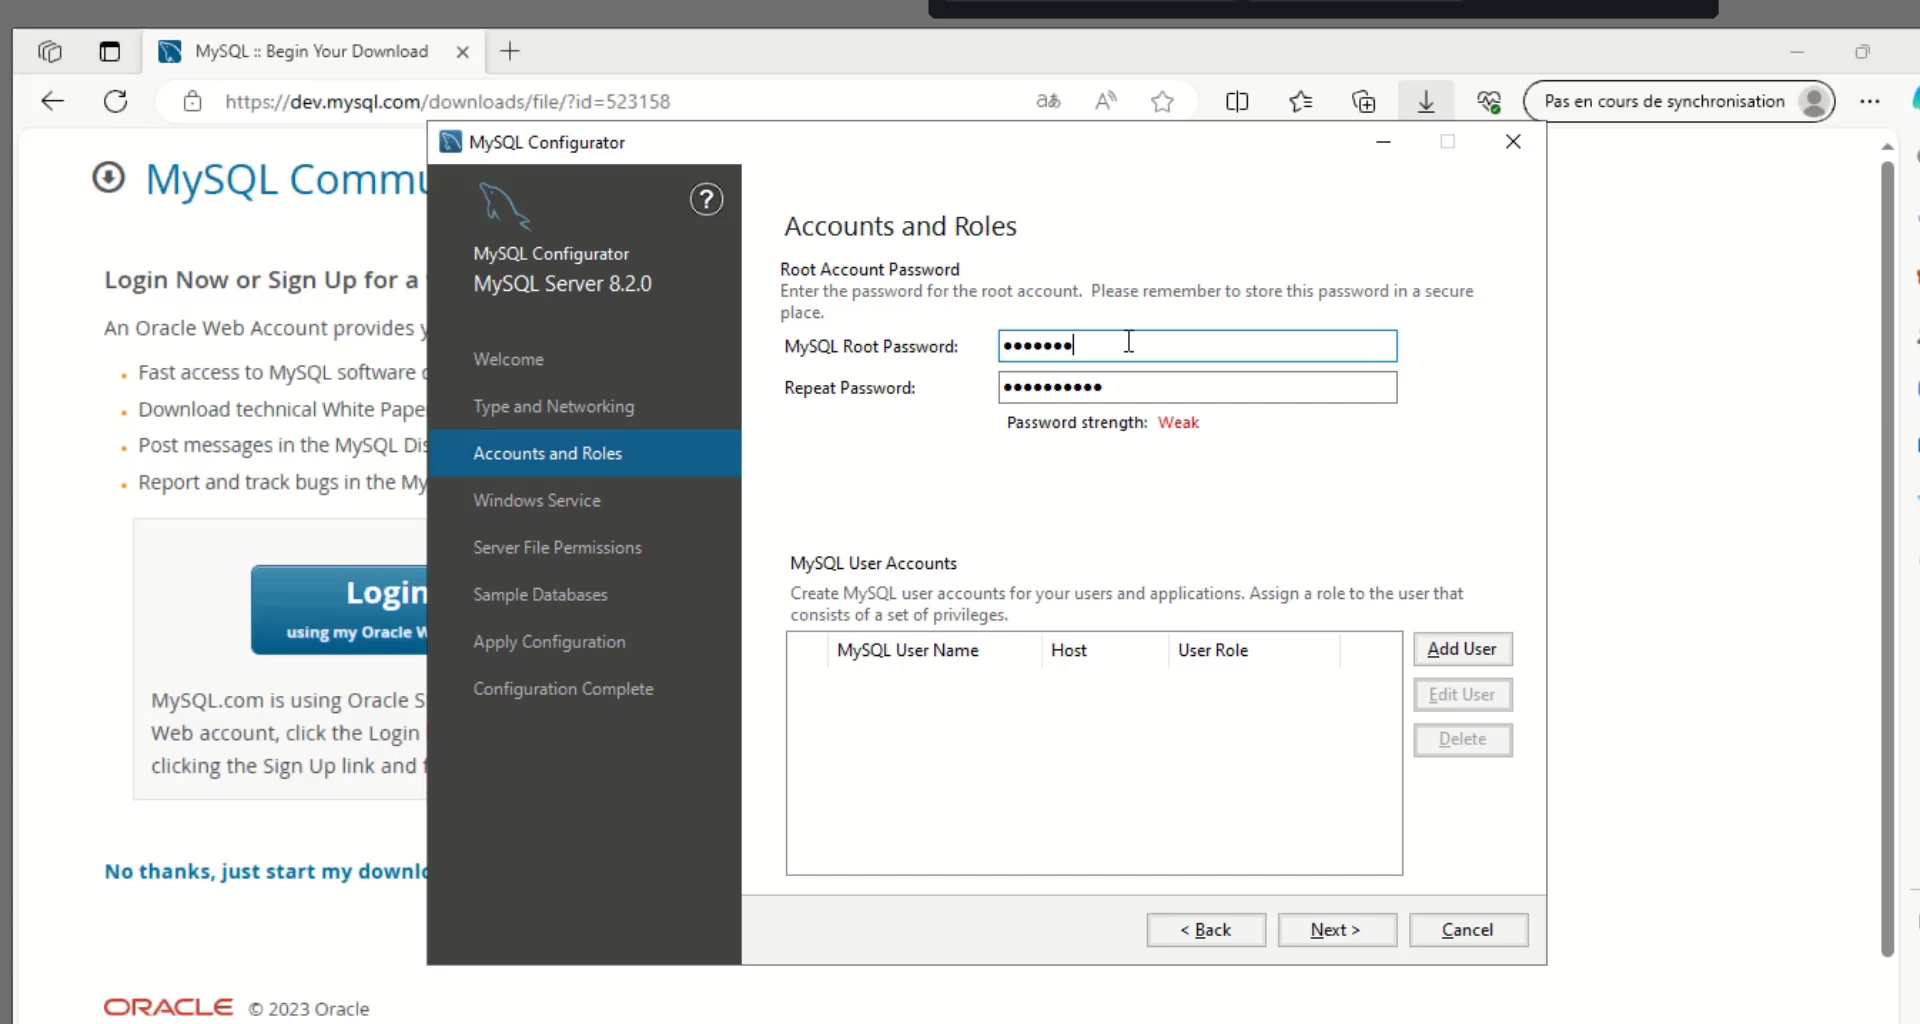 MySQL :: Begin Your Download
https://dev.mysql.com/downloads/file/?id=523158
Pas en cours de synchronisation
MySQL Configurator
MySQL Configurator
MySQL Server 8.2.0
Welcome
Type and Networking
Accounts and Roles
Windows Service
Server File Permissions
Sample Databases
Apply Configuration
Configuration Complete
Accounts and Roles
Root Account Password
Enter the password for the root account. Please remember to store this password in a secure
place.
MySQL Root Password: •••••••
Repeat Password: ••••••••••
Password strength: Weak
MySQL User Accounts
Create MySQL user accounts for your users and applications. Assign a role to the user that
consists of a set of privileges.
MySQL User Name Host User Role
Add User
Edit User
Delete
< Back Next > Cancel
MySQL Commu
Login Now or Sign Up for a
An Oracle Web Account provides y
Fast access to MySQL software
Download technical White Pape
Post messages in the MySQL Dis
Report and track bugs in the My
Login
using my Oracle W
MySQL.com is using Oracle S
Web account, click the Login
clicking the Sign Up link and f
No thanks, just start my downlo
ORACLE © 2023 Oracle